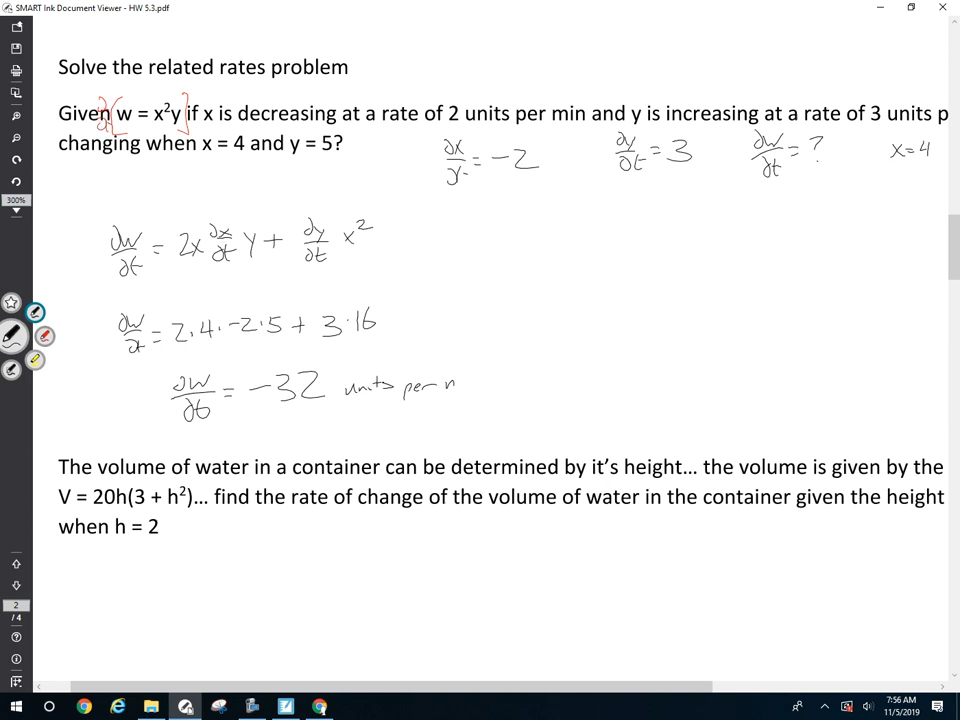 SMART Ink Document Viewer - HW 5.3.pdf
Solve the related rates problem
Given w = x²y if x is decreasing at a rate of 2 units per min and y is increasing at a rate of 3 units p
changing when x = 4 and y = 5?
∂x/∂t = -2 ∂y/∂t = 3 ∂w/∂t = ? x=4
∂w/∂t = 2x ∂x/∂t y + ∂y/∂t x²
∂w/∂t = 2·4·-2·5 + 3·16
∂w/∂t = -32 units per
The volume of water in a container can be determined by it's height... the volume is given by the
V = 20h(3 + h²)... find the rate of change of the volume of water in the container given the height
when h = 2
300%
2
/ 4
7:56 AM
11/5/2019